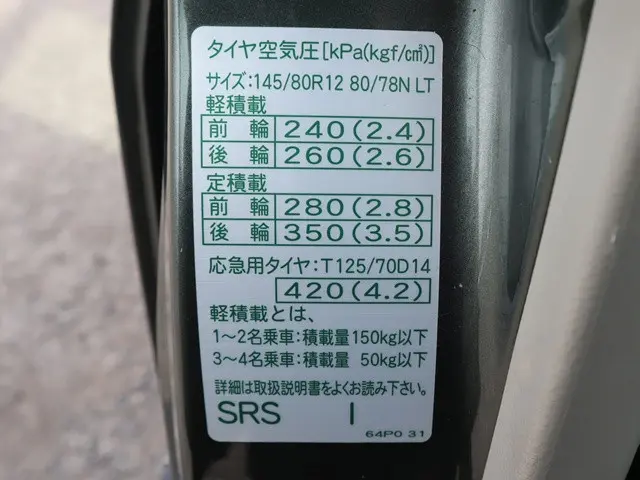 タイヤ空気圧[kPa(kgf/㎠)]
サイズ:145/80R12 80/78N LT
軽積載
前輪 240(2.4)
後輪 260(2.6)
定積載
前輪 280(2.8)
後輪 350(3.5)
応急用タイヤ:T125/70D14
420(4.2)
軽積載とは、
1~2名乗車:積載量150kg以下
3~4名乗車:積載量 50kg以下
詳細は取扱説明書をよくお読み下さい。
SRS I
64P0 31